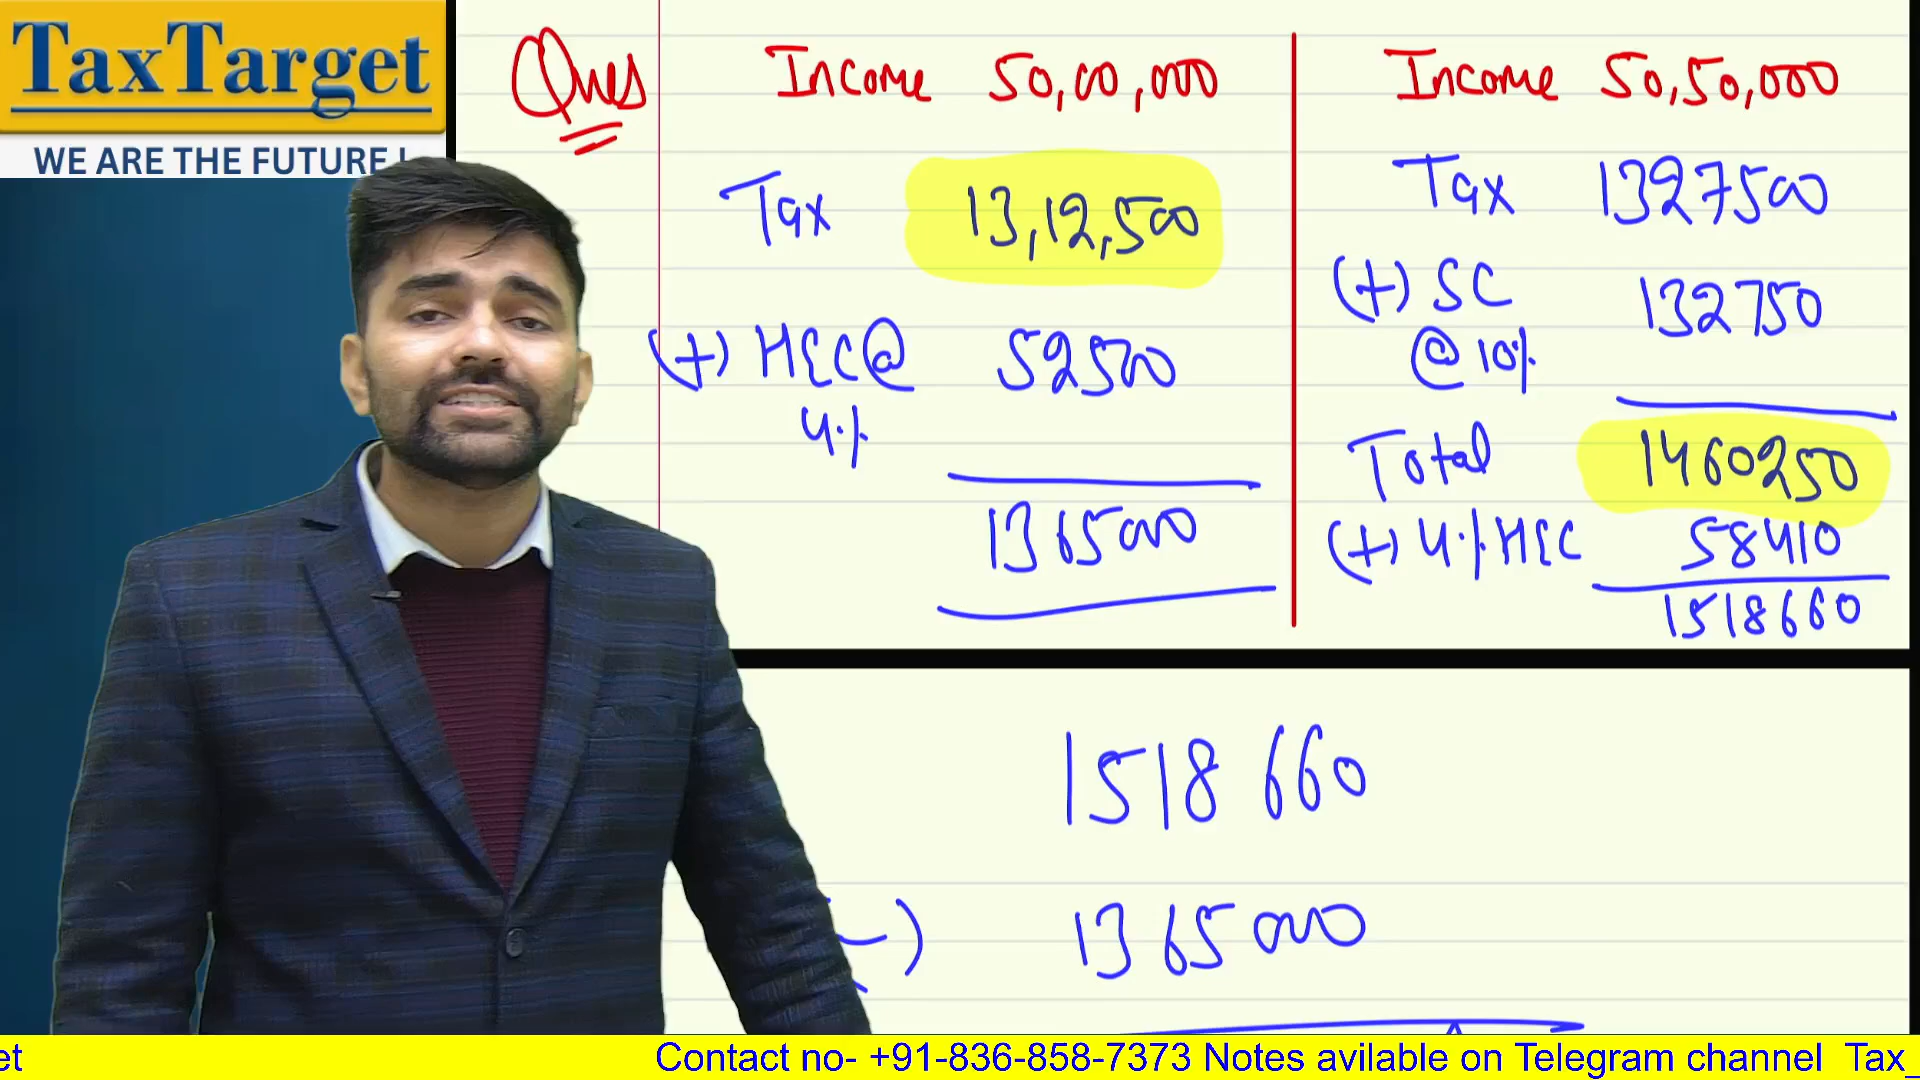 TaxTarget
WE ARE THE FUTURE !
Ques
Income 50,00,000
Tax 13,12,500
(+) HEC@ 52500
4%
1365000
Income 50,50,000
Tax 1327500
(+) SC 132750
@ 10%
Total 1460250
(+) 4% HEC 58410
1518660
1518660
-) 1365000
et Contact no- +91-836-858-7373 Notes avilable on Telegram channel Tax_